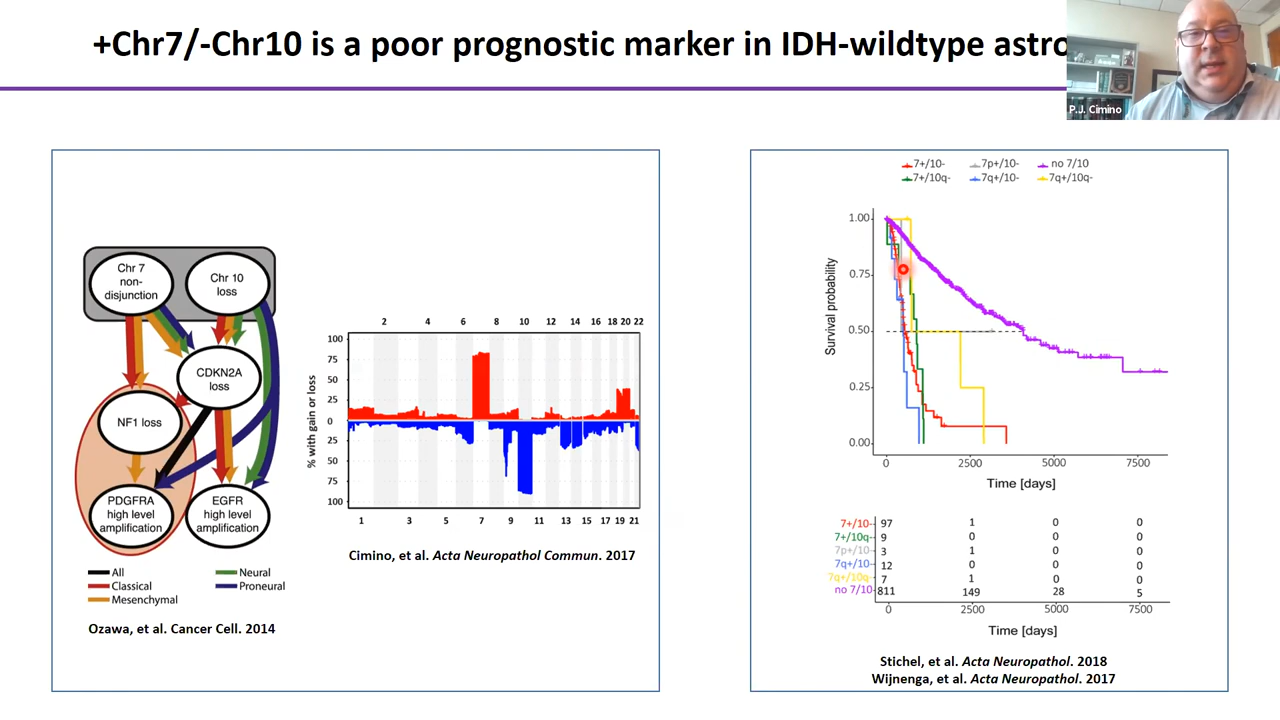 +Chr7/-Chr10 is a poor prognostic marker in IDH-wildtype astro
P.J. Cimino
Chr 7
non-
disjunction
Chr 10
loss
CDKN2A
loss
NF1 loss
PDGFRA
high level
amplification
EGFR
high level
amplification
All
Classical
Mesenchymal
Neural
Proneural
Ozawa, et al. Cancer Cell. 2014
2 4 6 8 10 12 14 16 18 20 22
% with gain or loss
100
75
50
25
0
25
50
75
100
1 3 5 7 9 11 13 15 17 19 21
Cimino, et al. Acta Neuropathol Commun. 2017
7+/10- 7p+/10- no 7/10
7+/10q- 7q+/10- 7q+/10q-
Survival probability
1.00
0.75
0.50
0.25
0.00
0 2500 5000 7500
Time [days]
7+/10- 97 1 0 0
7+/10q- 9 0 0 0
7p+/10- 3 1 0 0
7q+/10- 12 0 0 0
7q+/10q- 7 1 0 0
no 7/10 811 149 28 5
0 2500 5000 7500
Time [days]
Stichel, et al. Acta Neuropathol. 2018
Wijnenga, et al. Acta Neuropathol. 2017